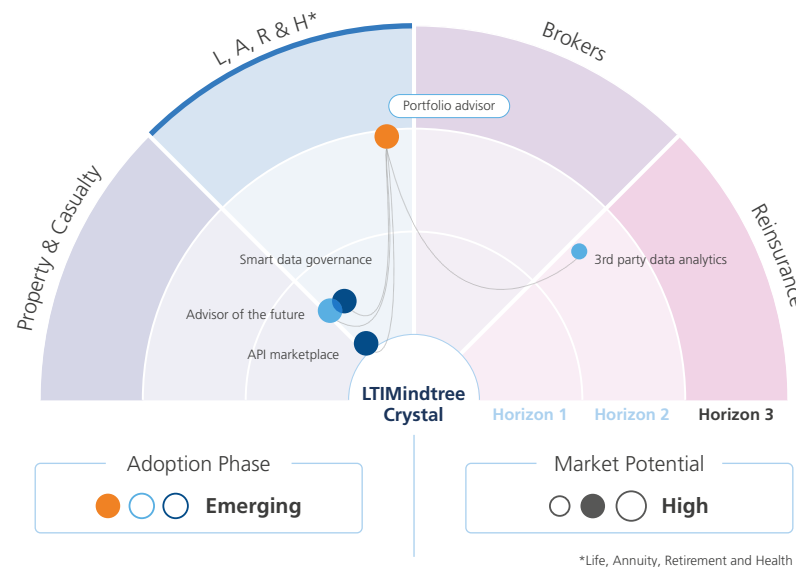 L, A, R & H*
Brokers
Property & Casualty
Reinsurance
Portfolio advisor
Smart data governance
3rd party data analytics
Advisor of the future
API marketplace
LTIMindtree
Crystal
Horizon 1
Horizon 2
Horizon 3
Adoption Phase
Emerging
Market Potential
High
*Life, Annuity, Retirement and Health